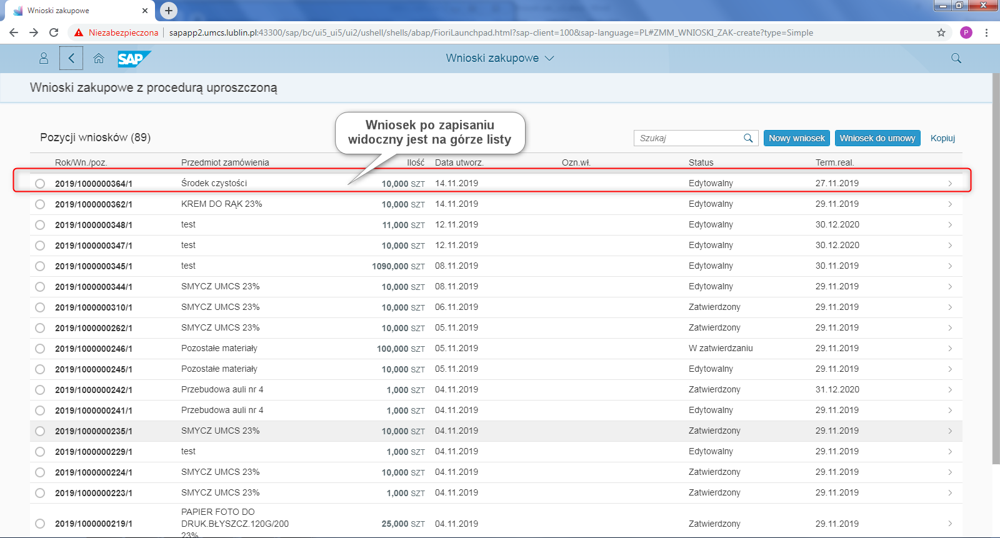 Wnioski zakupowe
Niezabezpieczona sapapp2.umcs.lublin.pl:43300/sap/bc/ui5_ui5/ui2/ushell/shells/abap/FioriLaunchpad.html?sap-client=100&sap-language=PL#ZMM_WNIOSKI_ZAK-create?type=Simple P
SAP Wnioski zakupowe
Wnioski zakupowe z procedurą uproszczoną
Wniosek po zapisaniu
widoczny jest na górze listy
Pozycji wniosków (89) Szukaj Nowy wniosek Wniosek do umowy Kopiuj
Rok/Wn./poz. Przedmiot zamówienia Ilość Data utworz. Ozn.wł. Status Term.real.
2019/1000000364/1 Środek czystości 10,000 SZT 14.11.2019 Edytowalny 27.11.2019
2019/1000000362/1 KREM DO RĄK 23% 10,000 SZT 14.11.2019 Edytowalny 29.11.2019
2019/1000000348/1 test 11,000 SZT 12.11.2019 Edytowalny 30.12.2020
2019/1000000347/1 test 10,000 SZT 12.11.2019 Edytowalny 30.12.2020
2019/1000000345/1 test 1090,000 SZT 08.11.2019 Edytowalny 30.11.2019
2019/1000000344/1 SMYCZ UMCS 23% 10,000 SZT 08.11.2019 Edytowalny 29.11.2019
2019/1000000310/1 SMYCZ UMCS 23% 10,000 SZT 06.11.2019 Zatwierdzony 29.11.2019
2019/1000000262/1 SMYCZ UMCS 23% 10,000 SZT 05.11.2019 Zatwierdzony 29.11.2019
2019/1000000246/1 Pozostałe materiały 100,000 SZT 05.11.2019 W zatwierdzaniu 29.11.2019
2019/1000000245/1 Pozostałe materiały 10,000 SZT 05.11.2019 Edytowalny 29.11.2019
2019/1000000242/1 Przebudowa auli nr 4 1,000 SZT 04.11.2019 Zatwierdzony 31.12.2020
2019/1000000241/1 Przebudowa auli nr 4 1,000 SZT 04.11.2019 Edytowalny 29.11.2019
2019/1000000235/1 SMYCZ UMCS 23% 10,000 SZT 04.11.2019 Zatwierdzony 29.11.2019
2019/1000000229/1 test 1,000 SZT 04.11.2019 Edytowalny 29.11.2019
2019/1000000224/1 SMYCZ UMCS 23% 10,000 SZT 04.11.2019 Zatwierdzony 29.11.2019
2019/1000000223/1 SMYCZ UMCS 23% 1,000 SZT 04.11.2019 Zatwierdzony 29.11.2019
PAPIER FOTO DO
2019/1000000219/1 DRUK.BŁYSZCZ.120G/200 25,000 SZT 04.11.2019 Zatwierdzony 29.11.2019
23%